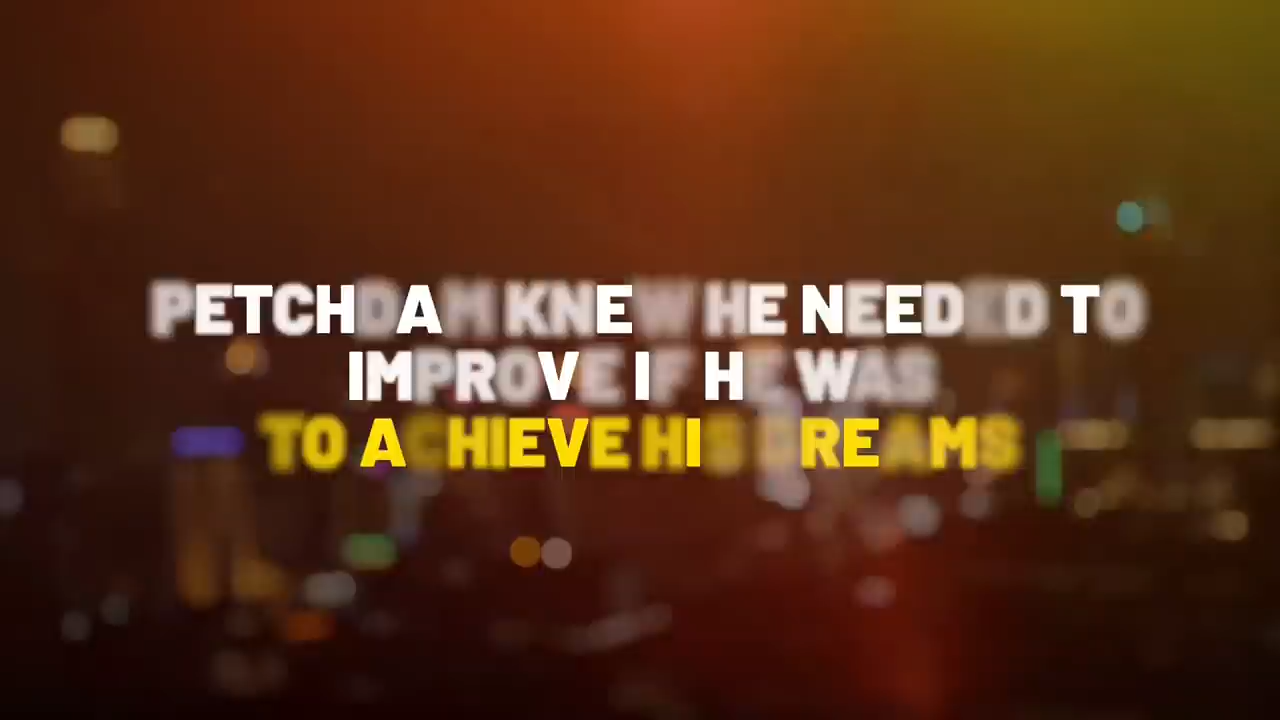 PETCHDAM KNEW HE NEEDED TO
IMPROVE IF HE WAS
TO ACHIEVE HIS DREAMS